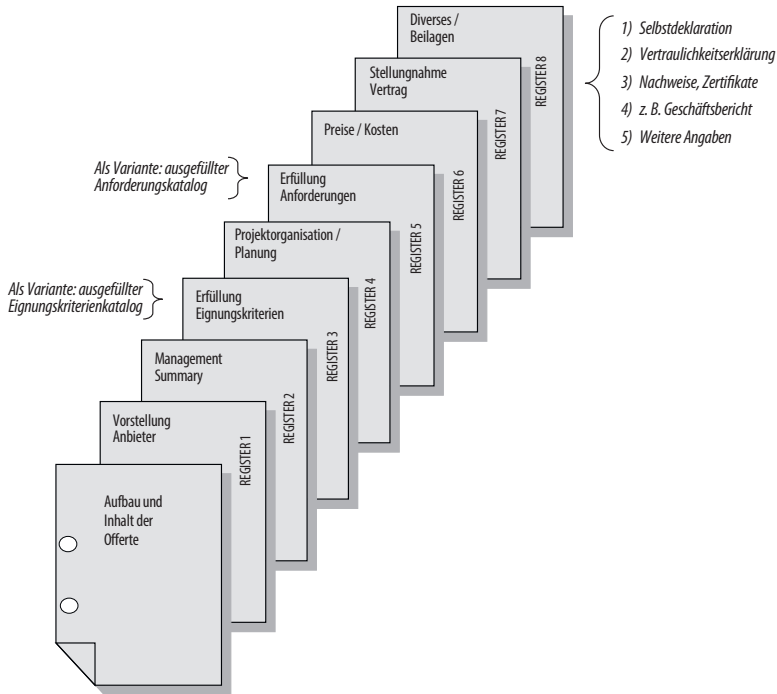 Diverses /
Beilagen
REGISTER 8
1) Selbstdeklaration
2) Vertraulichkeitserklärung
3) Nachweise, Zertifikate
4) z. B. Geschäftsbericht
5) Weitere Angaben
Stellungnahme
Vertrag
REGISTER 7
Preise / Kosten
REGISTER 6
Als Variante: ausgefüllter
Anforderungskatalog
Erfüllung
Anforderungen
REGISTER 5
Projektorganisation /
Planung
REGISTER 4
Als Variante: ausgefüllter
Eignungskriterienkatalog
Erfüllung
Eignungskriterien
REGISTER 3
Management
Summary
REGISTER 2
Vorstellung
Anbieter
REGISTER 1
Aufbau und
Inhalt der
Offerte